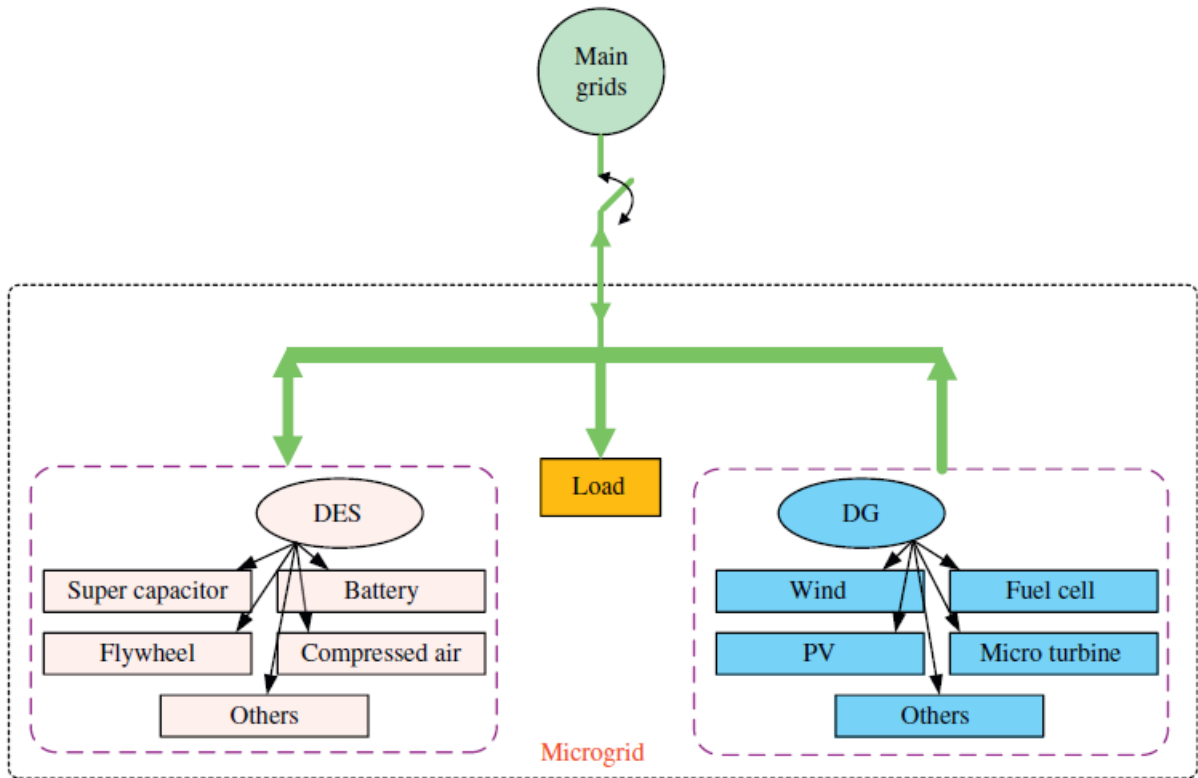 Main
grids
Load
DES
Super capacitor
Battery
Flywheel
Compressed air
Others
DG
Wind
Fuel cell
PV
Micro turbine
Others
Microgrid